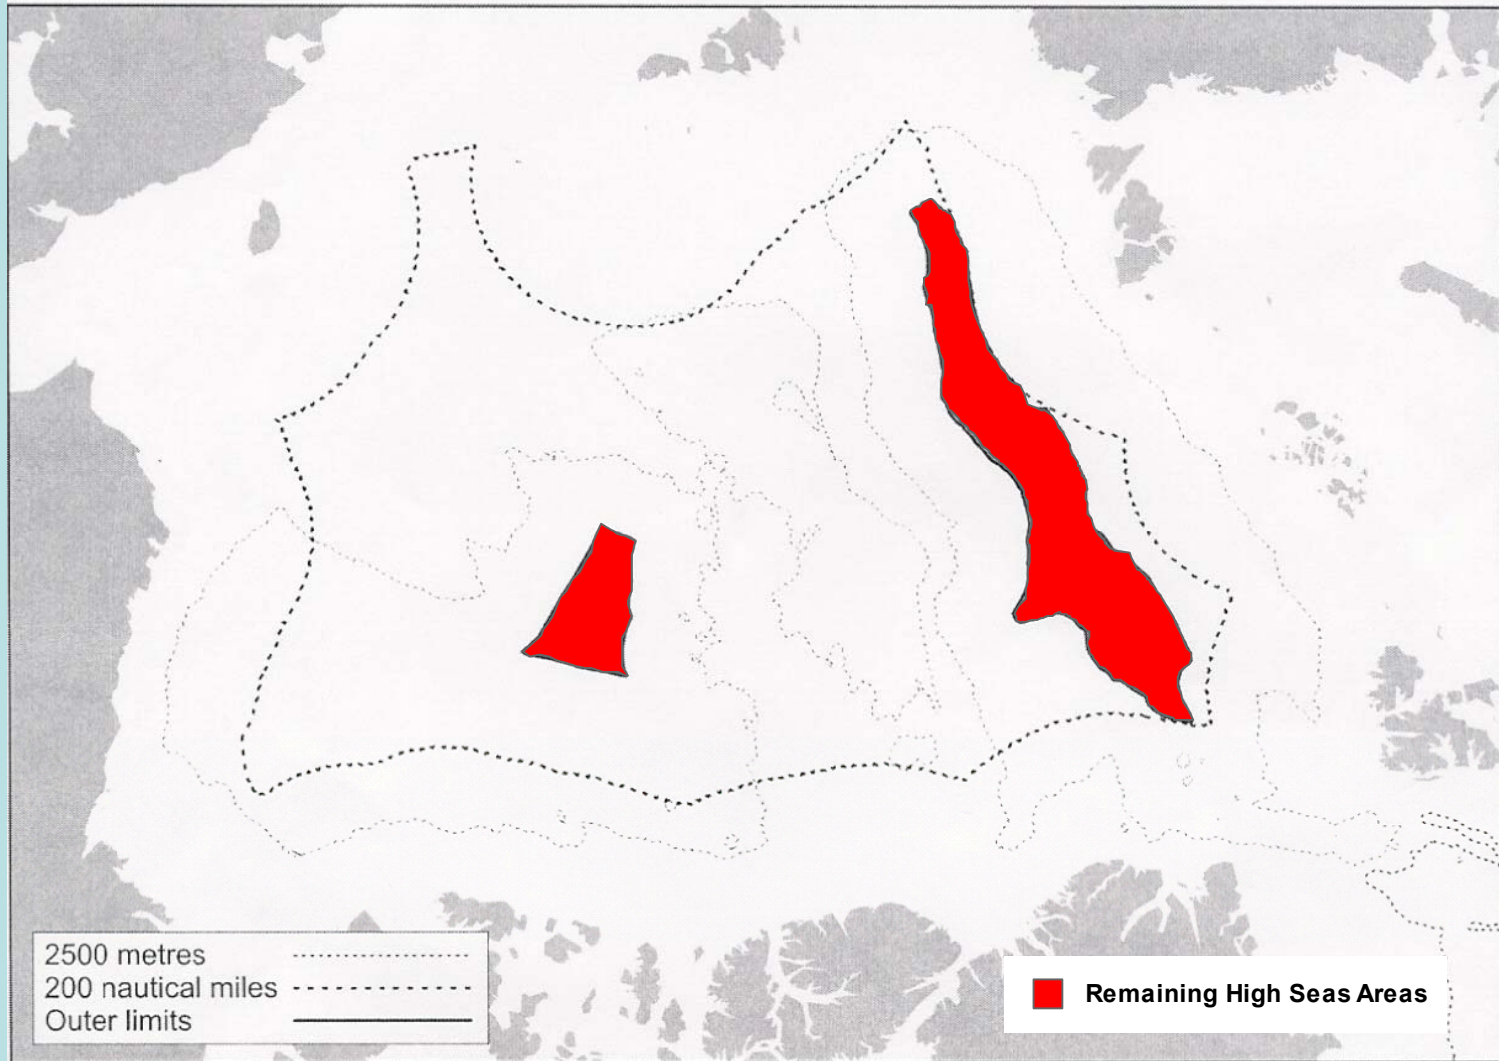 2500 metres
200 nautical miles
Outer limits
Remaining High Seas Areas